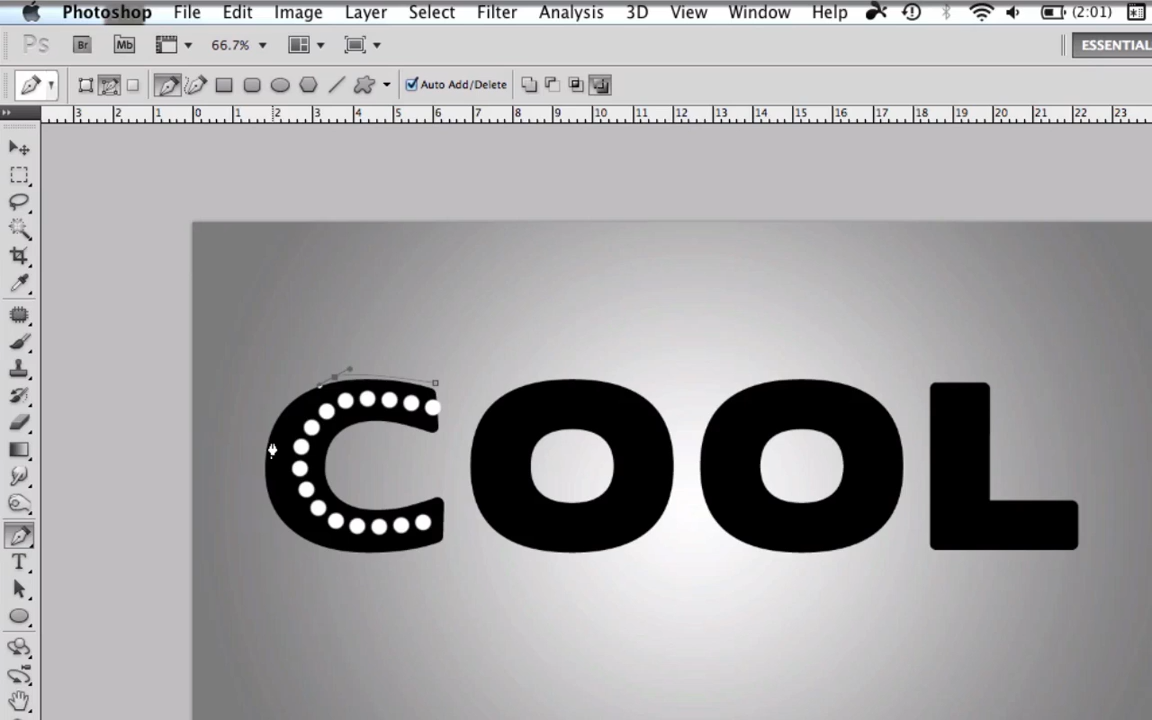 Photoshop File Edit Image Layer Select Filter Analysis 3D View Window Help (2:01)
Ps Br Mb 66.7% ESSENTIAL
Auto Add/Delete
3 2 1 0 1 2 3 4 5 6 7 8 9 10 11 12 13 14 15 16 17 18 19 20 21 22 23
COOL
T